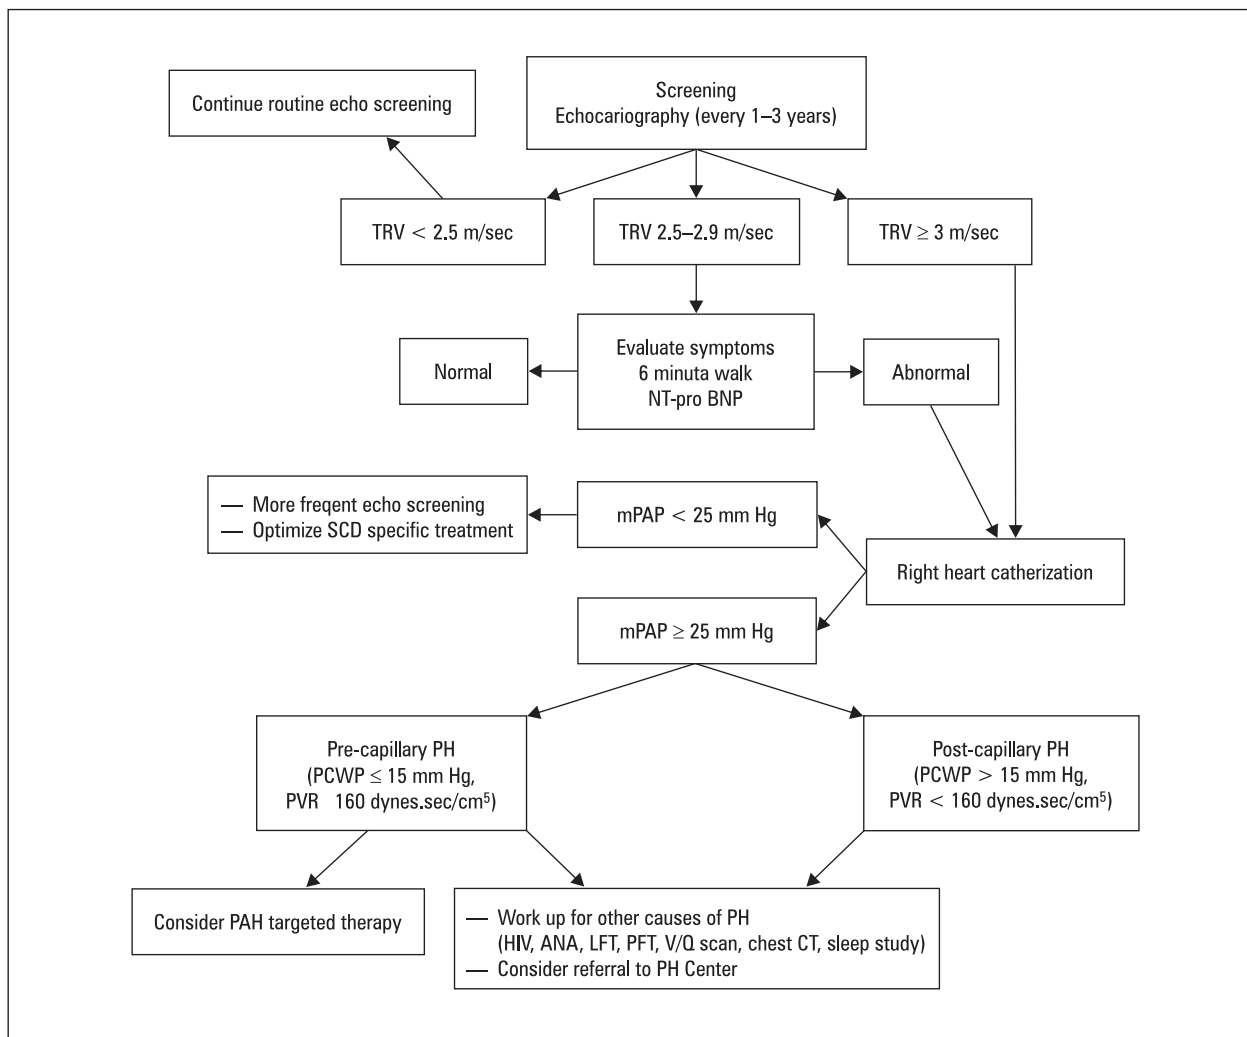 Continue routine echo screening
Screening
Echocariography (every 1–3 years)
TRV < 2.5 m/sec
TRV 2.5–2.9 m/sec
TRV ≥ 3 m/sec
Normal
Evaluate symptoms
6 minuta walk
NT-pro BNP
Abnormal
— More freqent echo screening
— Optimize SCD specific treatment
mPAP < 25 mm Hg
Right heart catherization
mPAP ≥ 25 mm Hg
Pre-capillary PH
(PCWP ≤ 15 mm Hg,
PVR 160 dynes.sec/cm⁵)
Post-capillary PH
(PCWP > 15 mm Hg,
PVR < 160 dynes.sec/cm⁵)
Consider PAH targeted therapy
— Work up for other causes of PH
(HIV, ANA, LFT, PFT, V/Q scan, chest CT, sleep study)
— Consider referral to PH Center